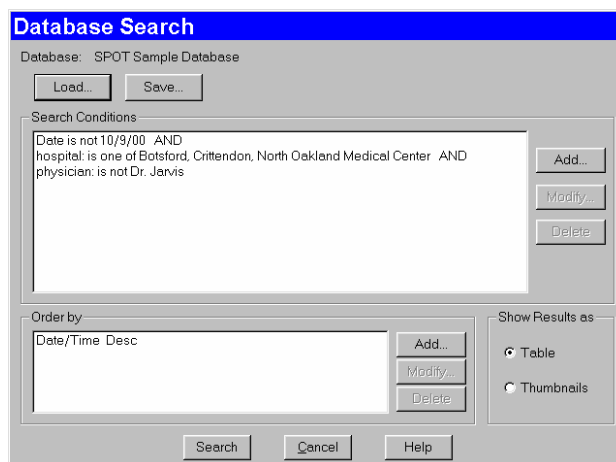 Database Search
Database: SPOT Sample Database
Load... Save...
Search Conditions
Date is not 10/9/00 AND
hospital: is one of Botsford, Crittendon, North Oakland Medical Center AND
physician: is not Dr. Jarvis
Add...
Modify...
Delete
Order by
Date/Time Desc
Add...
Modify...
Delete
Show Results as
Table
Thumbnails
Search Cancel Help